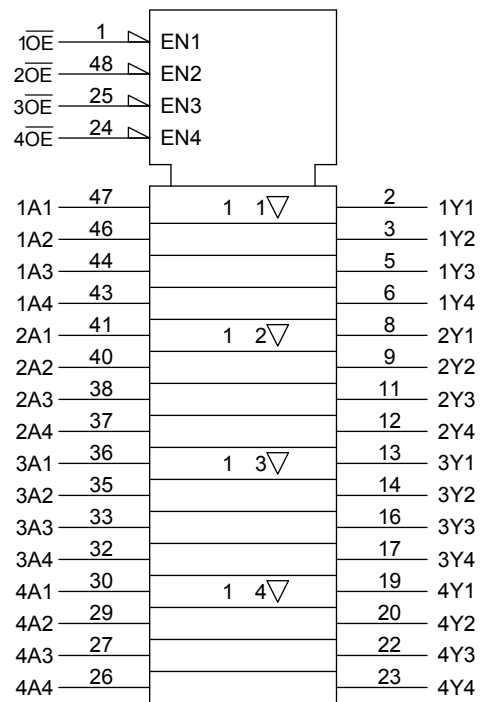 1O̅E̅ 1 EN1
2O̅E̅ 48 EN2
3O̅E̅ 25 EN3
4O̅E̅ 24 EN4
1A1 47 1 1▽ 2 1Y1
1A2 46 3 1Y2
1A3 44 5 1Y3
1A4 43 6 1Y4
2A1 41 1 2▽ 8 2Y1
2A2 40 9 2Y2
2A3 38 11 2Y3
2A4 37 12 2Y4
3A1 36 1 3▽ 13 3Y1
3A2 35 14 3Y2
3A3 33 16 3Y3
3A4 32 17 3Y4
4A1 30 1 4▽ 19 4Y1
4A2 29 20 4Y2
4A3 27 22 4Y3
4A4 26 23 4Y4